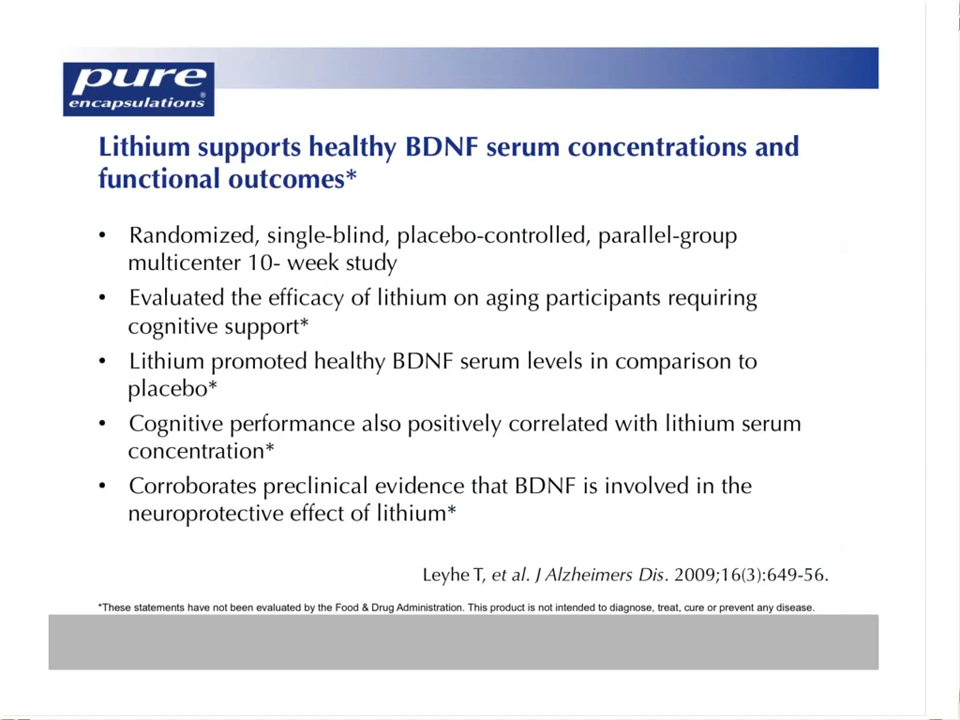 pure
encapsulations®
Lithium supports healthy BDNF serum concentrations and
functional outcomes*
• Randomized, single-blind, placebo-controlled, parallel-group
multicenter 10- week study
• Evaluated the efficacy of lithium on aging participants requiring
cognitive support*
• Lithium promoted healthy BDNF serum levels in comparison to
placebo*
• Cognitive performance also positively correlated with lithium serum
concentration*
• Corroborates preclinical evidence that BDNF is involved in the
neuroprotective effect of lithium*
Leyhe T, et al. J Alzheimers Dis. 2009;16(3):649-56.
*These statements have not been evaluated by the Food & Drug Administration. This product is not intended to diagnose, treat, cure or prevent any disease.